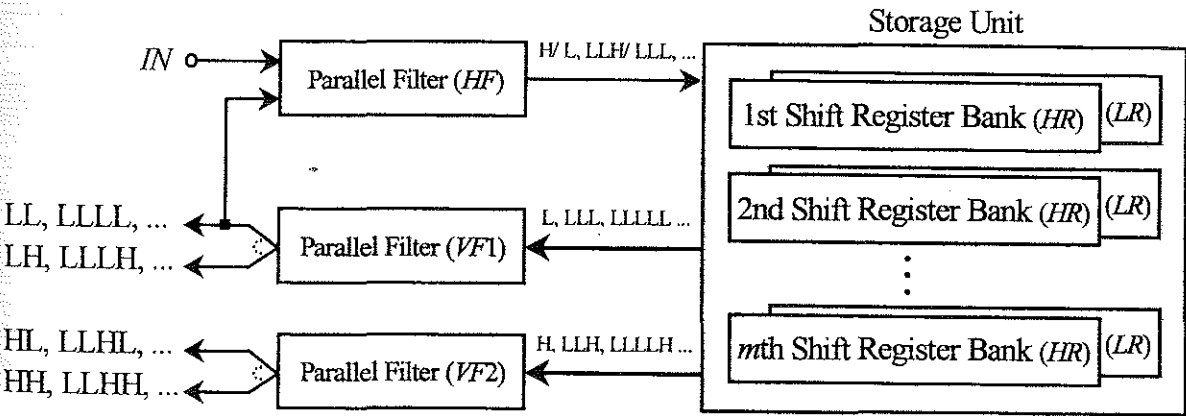 Storage Unit
IN
Parallel Filter (HF)
H/ L, LLH/ LLL, ...
1st Shift Register Bank (HR)
(LR)
2nd Shift Register Bank (HR)
(LR)
LL, LLLL, ...
LH, LLLH, ...
Parallel Filter (VF1)
L, LLL, LLLLL ...
HL, LLHL, ...
HH, LLHH, ...
Parallel Filter (VF2)
H, LLH, LLLLH ...
mth Shift Register Bank (HR)
(LR)